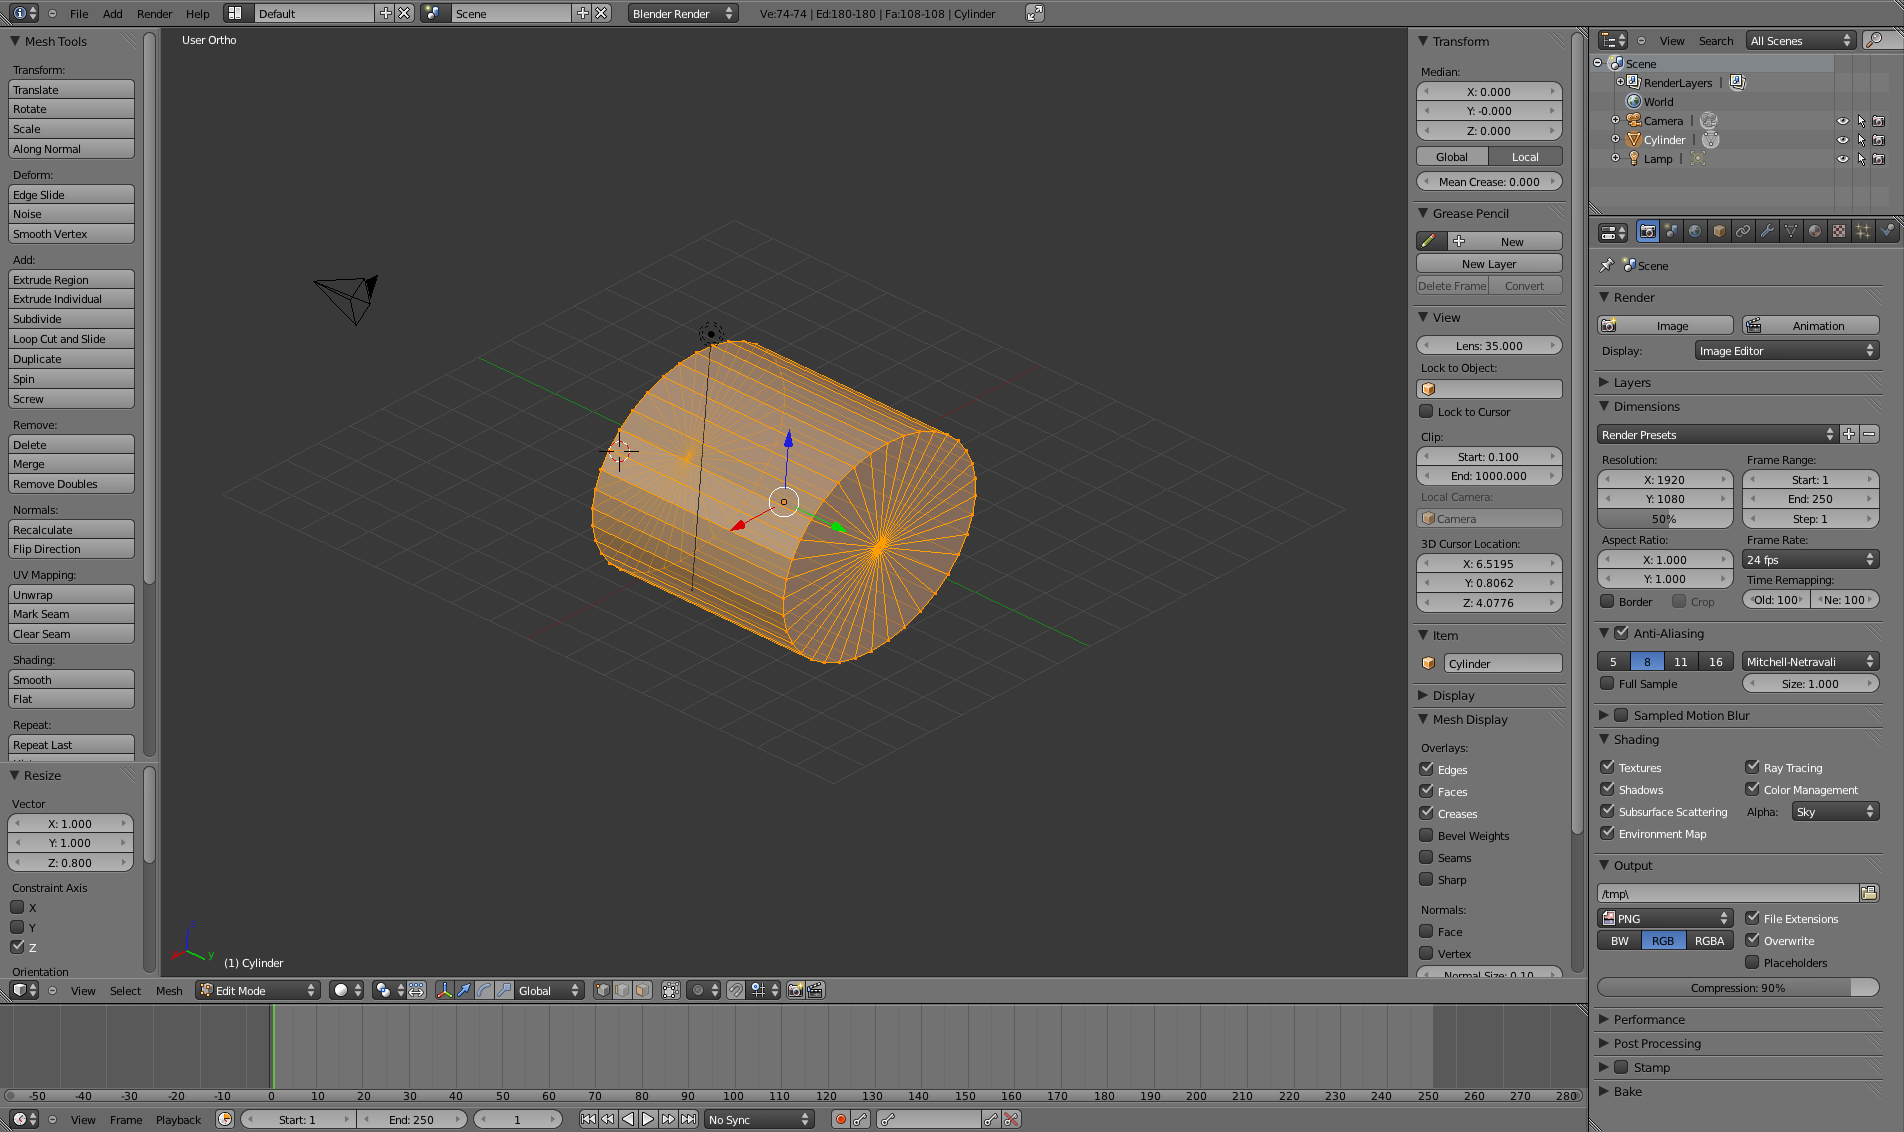 File Add Render Help Default Scene Blender Render Ve:74-74 | Ed:180-180 | Fa:108-108 | Cylinder
Mesh Tools
Transform:
Translate
Rotate
Scale
Along Normal
Deform:
Edge Slide
Noise
Smooth Vertex
Add:
Extrude Region
Extrude Individual
Subdivide
Loop Cut and Slide
Duplicate
Spin
Screw
Remove:
Delete
Merge
Remove Doubles
Normals:
Recalculate
Flip Direction
UV Mapping:
Unwrap
Mark Seam
Clear Seam
Shading:
Smooth
Flat
Repeat:
Repeat Last
Resize
Vector
X: 1.000
Y: 1.000
Z: 0.800
Constraint Axis
X
Y
Z
Orientation
User Ortho
y
(1) Cylinder
Transform
Median:
X: 0.000
Y: -0.000
Z: 0.000
Global Local
Mean Crease: 0.000
Grease Pencil
New
New Layer
Delete Frame Convert
View
Lens: 35.000
Lock to Object:
Lock to Cursor
Clip:
Start: 0.100
End: 1000.000
Local Camera:
Camera
3D Cursor Location:
X: 6.5195
Y: 0.8062
Z: 4.0776
Item
Cylinder
Display
Mesh Display
Overlays:
Edges
Faces
Creases
Bevel Weights
Seams
Sharp
Normals:
Face
Vertex
Normal Size: 0.10
View Search All Scenes
Scene
RenderLayers |
World
Camera |
Cylinder |
Lamp |
Scene
Render
Image Animation
Display: Image Editor
Layers
Dimensions
Render Presets
Resolution: Frame Range:
X: 1920 Start: 1
Y: 1080 End: 250
50% Step: 1
Aspect Ratio: Frame Rate:
X: 1.000 24 fps
Y: 1.000 Time Remapping:
Border Crop Old: 100 Ne: 100
Anti-Aliasing
5 8 11 16 Mitchell-Netravali
Full Sample Size: 1.000
Sampled Motion Blur
Shading
Textures Ray Tracing
Shadows Color Management
Subsurface Scattering Alpha: Sky
Environment Map
Output
/tmp\
PNG File Extensions
BW RGB RGBA Overwrite
Placeholders
Compression: 90%
Performance
Post Processing
Stamp
Bake
View Select Mesh Edit Mode Global
-50 -40 -30 -20 -10 0 10 20 30 40 50 60 70 80 90 100 110 120 130 140 150 160 170 180 190 200 210 220 230 240 250 260 270 280
View Frame Playback Start: 1 End: 250 1 No Sync